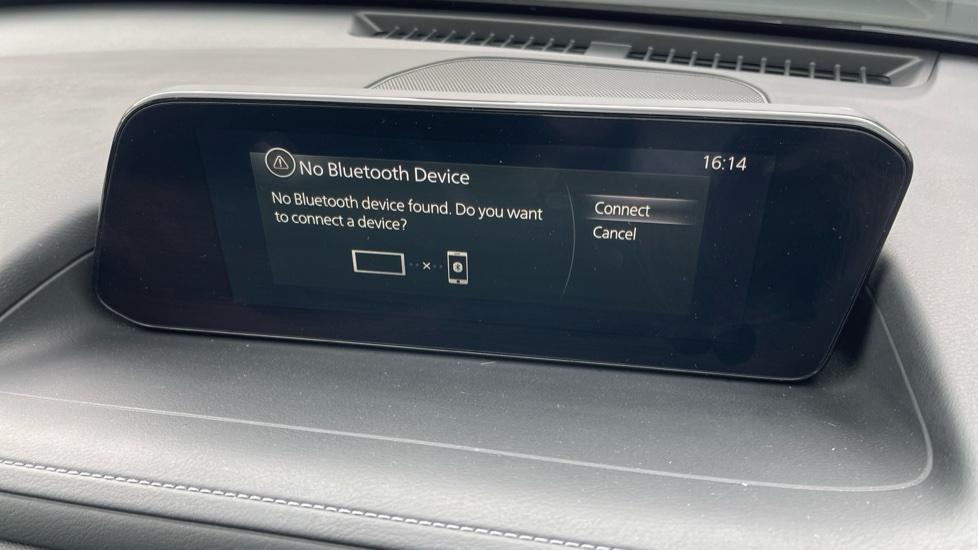 16:14
No Bluetooth Device
No Bluetooth device found. Do you want
to connect a device?
Connect
Cancel